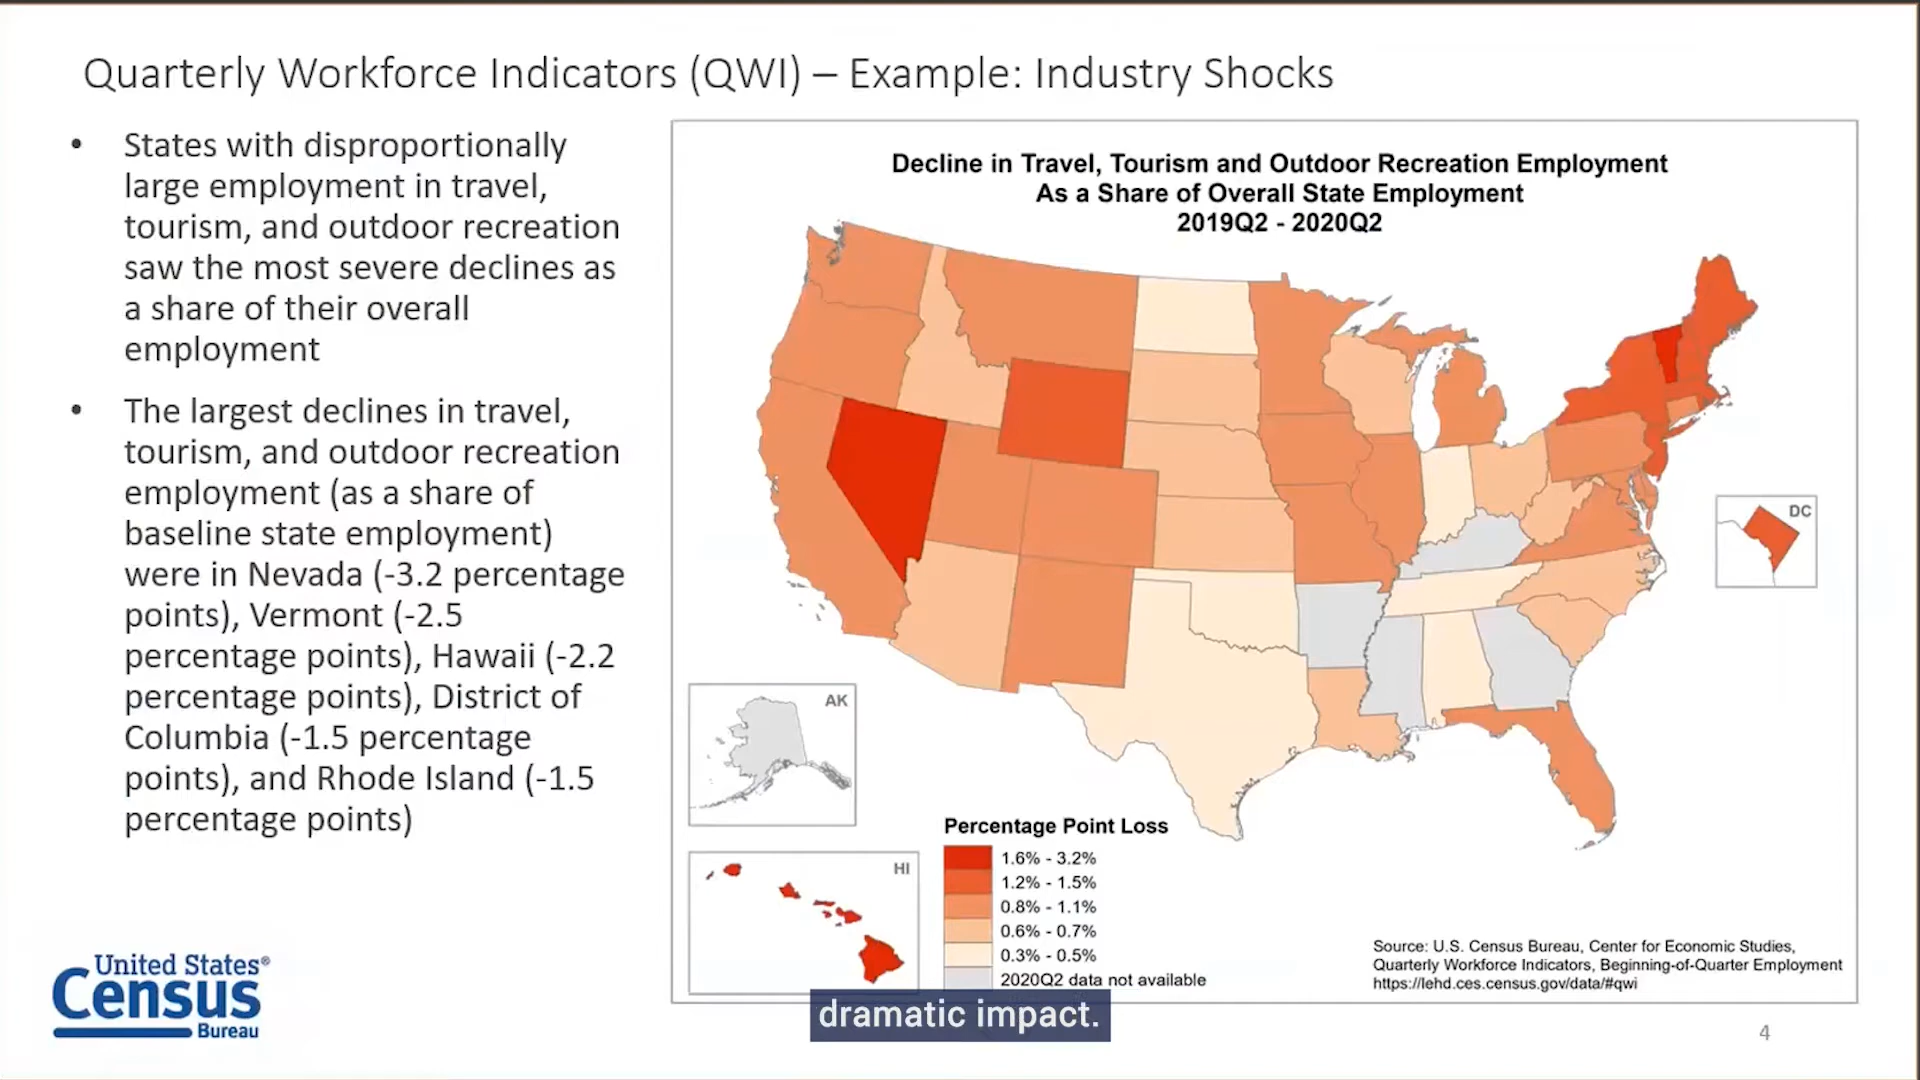 Quarterly Workforce Indicators (QWI) – Example: Industry Shocks
• States with disproportionally
large employment in travel,
tourism, and outdoor recreation
saw the most severe declines as
a share of their overall
employment
• The largest declines in travel,
tourism, and outdoor recreation
employment (as a share of
baseline state employment)
were in Nevada (-3.2 percentage
points), Vermont (-2.5
percentage points), Hawaii (-2.2
percentage points), District of
Columbia (-1.5 percentage
points), and Rhode Island (-1.5
percentage points)
Decline in Travel, Tourism and Outdoor Recreation Employment
As a Share of Overall State Employment
2019Q2 - 2020Q2
DC
AK
HI
Percentage Point Loss
1.6% - 3.2%
1.2% - 1.5%
0.8% - 1.1%
0.6% - 0.7%
0.3% - 0.5%
2020Q2 data not available
Source: U.S. Census Bureau, Center for Economic Studies,
Quarterly Workforce Indicators, Beginning-of-Quarter Employment
https://lehd.ces.census.gov/data/#qwi
United States®
Census
Bureau
dramatic impact.
4